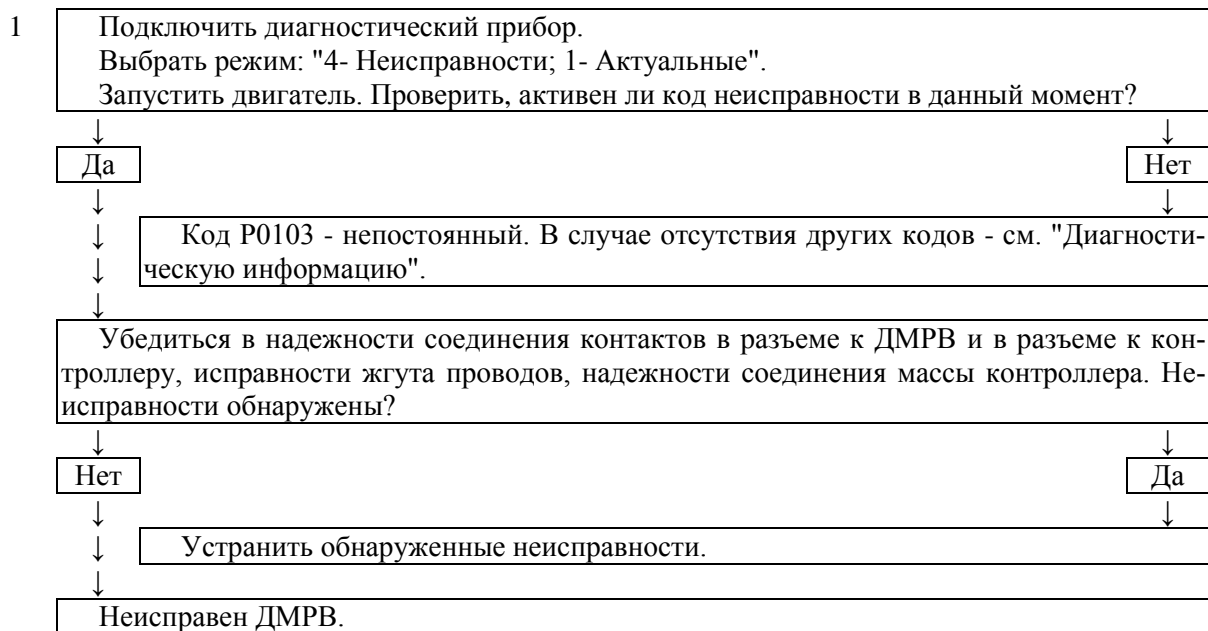 1 Подключить диагностический прибор.
Выбрать режим: "4- Неисправности; 1- Актуальные".
Запустить двигатель. Проверить, активен ли код неисправности в данный момент?
↓ ↓
Да Нет
↓ ↓
↓ Код Р0103 - непостоянный. В случае отсутствия других кодов - см. "Диагности-
↓ ческую информацию".
↓
Убедиться в надежности соединения контактов в разъеме к ДМРВ и в разъеме к кон-
троллеру, исправности жгута проводов, надежности соединения массы контроллера. Не-
исправности обнаружены?
↓ ↓
Нет Да
↓ ↓
↓ Устранить обнаруженные неисправности.
↓
Неисправен ДМРВ.